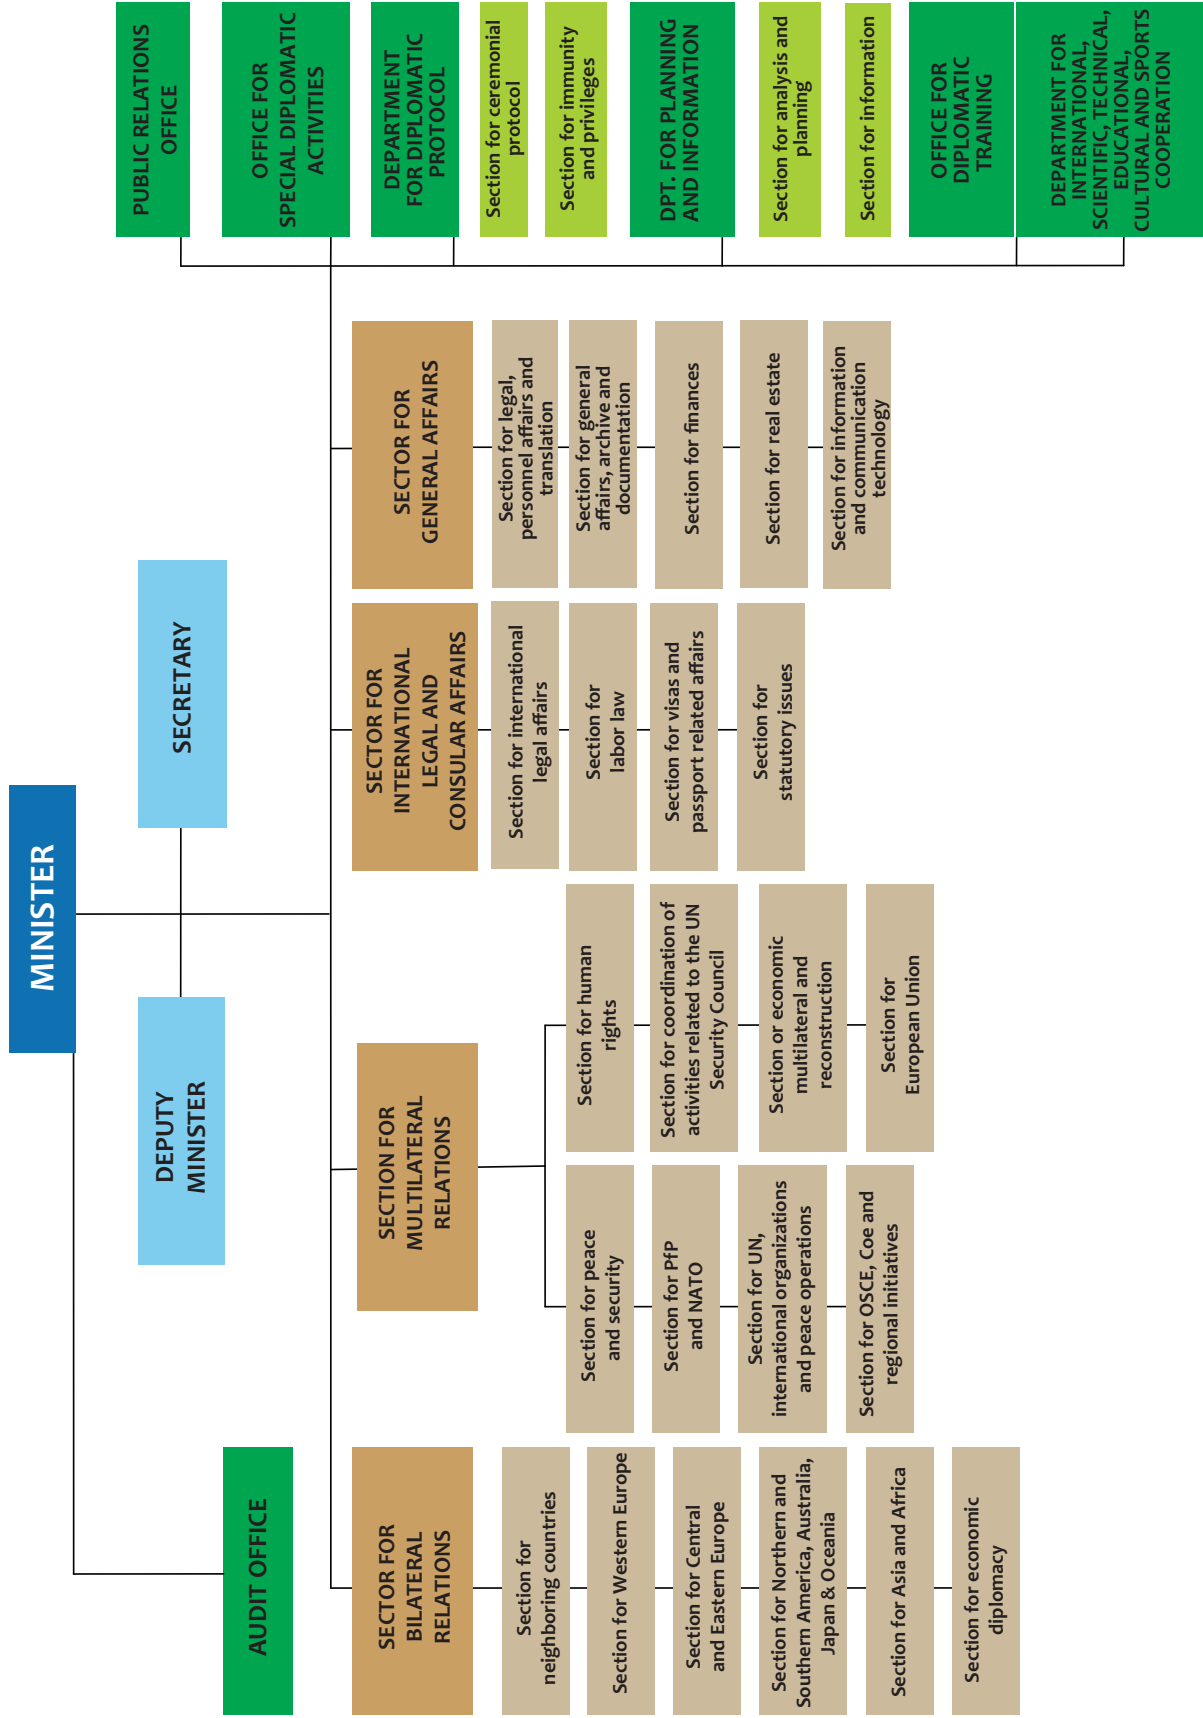 MINISTER
DEPUTY
MINISTER
SECRETARY
AUDIT OFFICE
SECTOR FOR
BILATERAL
RELATIONS
Section for
neighboring countries
Section for Western Europe
Section for Central
and Eastern Europe
Section for Northern and
Southern America, Australia,
Japan & Oceania
Section for Asia and Africa
Section for economic
diplomacy
SECTION FOR
MULTILATERAL
RELATIONS
Section for peace
and security
Section for PfP
and NATO
Section for UN,
international organizations
and peace operations
Section for OSCE, Coe and
regional initiatives
Section for human
rights
Section for coordination of
activities related to the UN
Security Council
Section or economic
multilateral and
reconstruction
Section for
European Union
SECTOR FOR
INTERNATIONAL
LEGAL AND
CONSULAR AFFAIRS
Section for international
legal affairs
Section for
labor law
Section for visas and
passport related affairs
Section for
statutory issues
SECTOR FOR
GENERAL AFFAIRS
Section for legal,
personnel affairs and
translation
Section for general
affairs, archive and
documentation
Section for finances
Section for real estate
Section for information
and communication
technology
PUBLIC RELATIONS
OFFICE
OFFICE FOR
SPECIAL DIPLOMATIC
ACTIVITIES
DEPARTMENT
FOR DIPLOMATIC
PROTOCOL
Section for ceremonial
protocol
Section for immunity
and privileges
DPT. FOR PLANNING
AND INFORMATION
Section for analysis and
planning
Section for information
OFFICE FOR
DIPLOMATIC
TRAINING
DEPARTMENT FOR
INTERNATIONAL,
SCIENTIFIC, TECHNICAL,
EDUCATIONAL,
CULTURAL AND SPORTS
COOPERATION